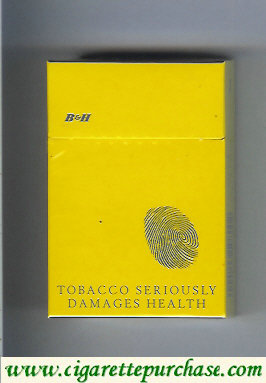 B&H
TOBACCO SERIOUSLY
DAMAGES HEALTH
www.cigarettepurchase.com